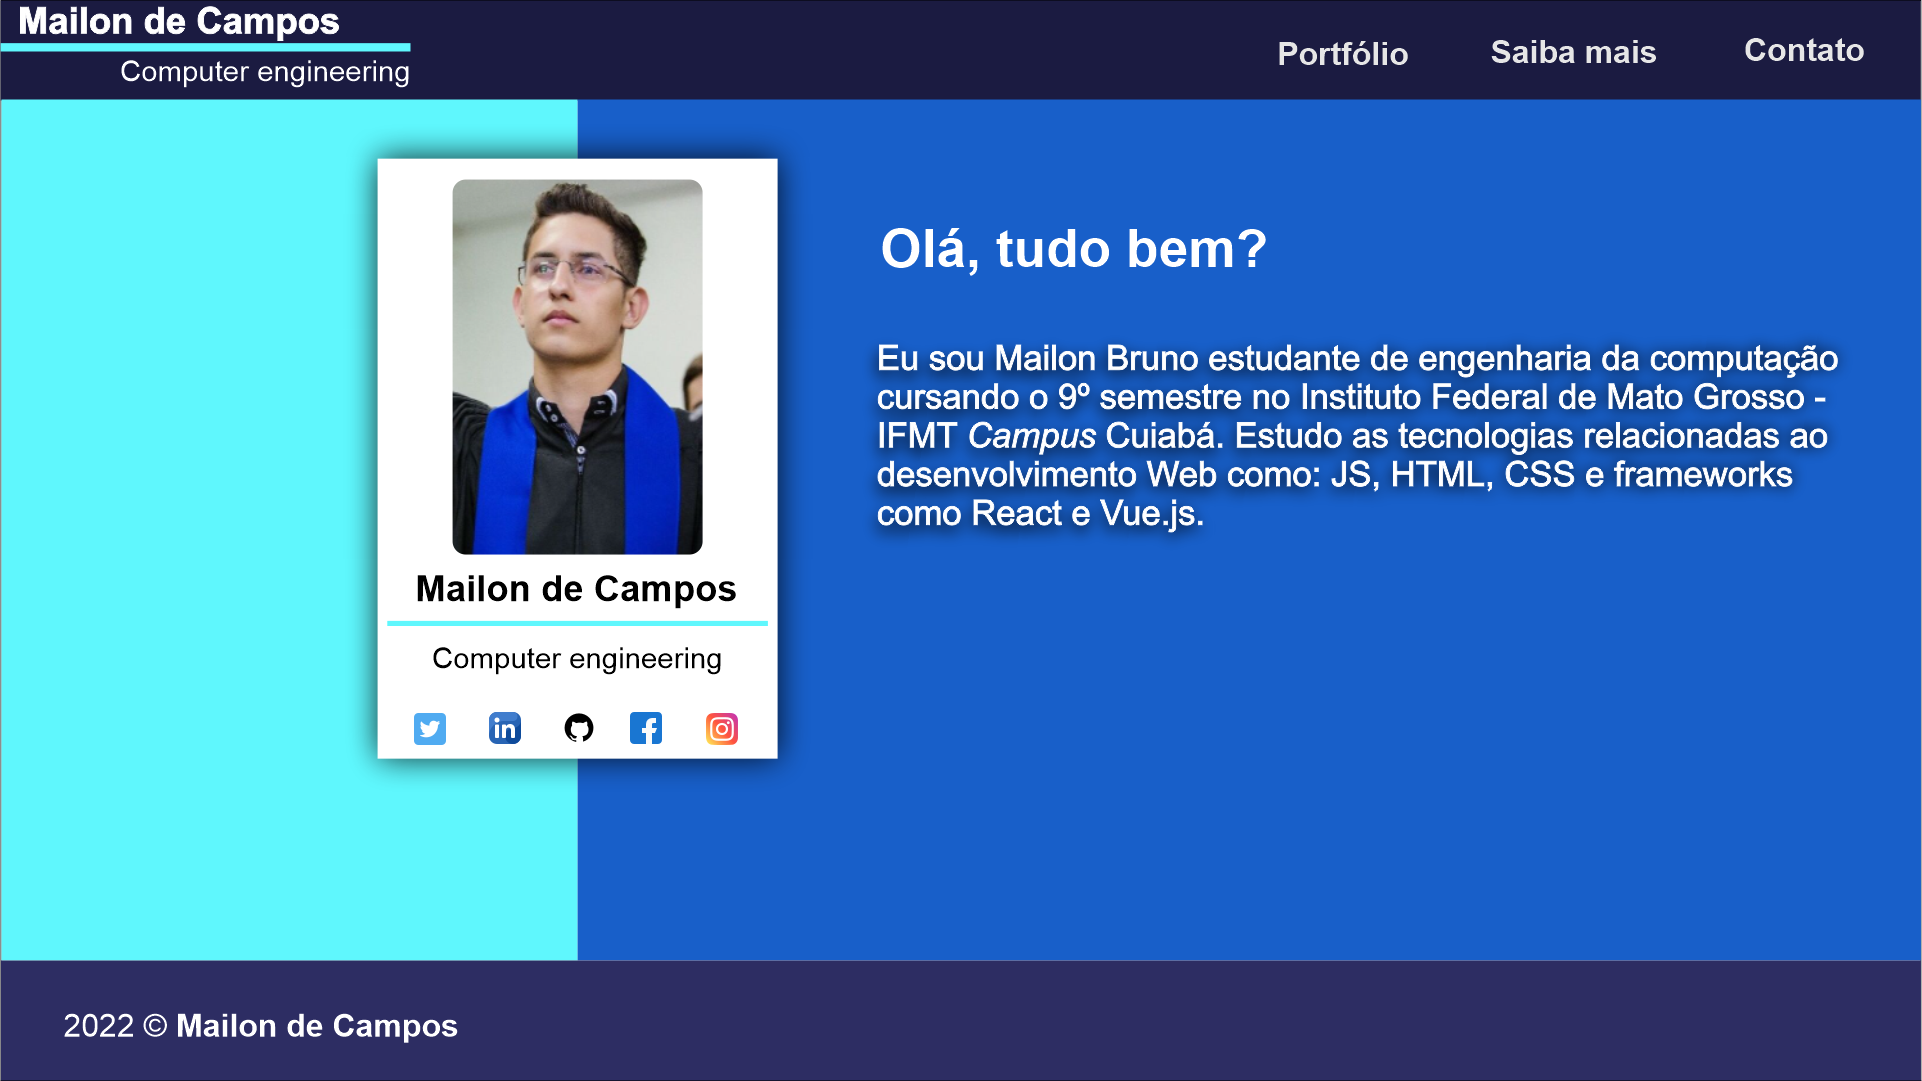 Mailon de Campos
Computer engineering
Portfólio
Saiba mais
Contato
Mailon de Campos
Computer engineering
in
Olá, tudo bem?
Eu sou Mailon Bruno estudante de engenharia da computação
cursando o 9º semestre no Instituto Federal de Mato Grosso -
IFMT Campus Cuiabá. Estudo as tecnologias relacionadas ao
desenvolvimento Web como: JS, HTML, CSS e frameworks
como React e Vue.js.
2022 © Mailon de Campos